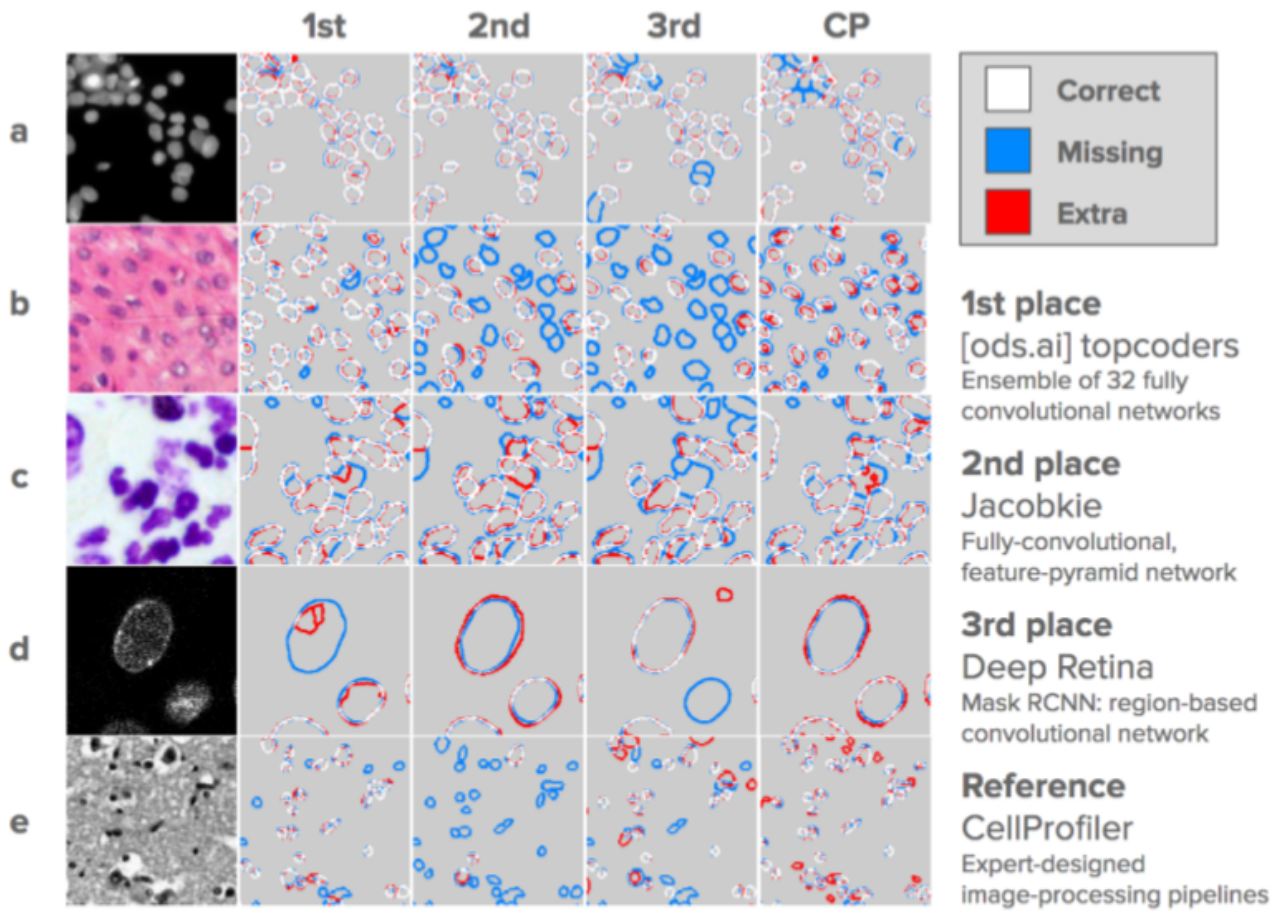 1st 2nd 3rd CP
a
b
c
d
e
Correct
Missing
Extra
1st place
[ods.ai] topcoders
Ensemble of 32 fully
convolutional networks
2nd place
Jacobkie
Fully-convolutional,
feature-pyramid network
3rd place
Deep Retina
Mask RCNN: region-based
convolutional network
Reference
CellProfiler
Expert-designed
image-processing pipelines